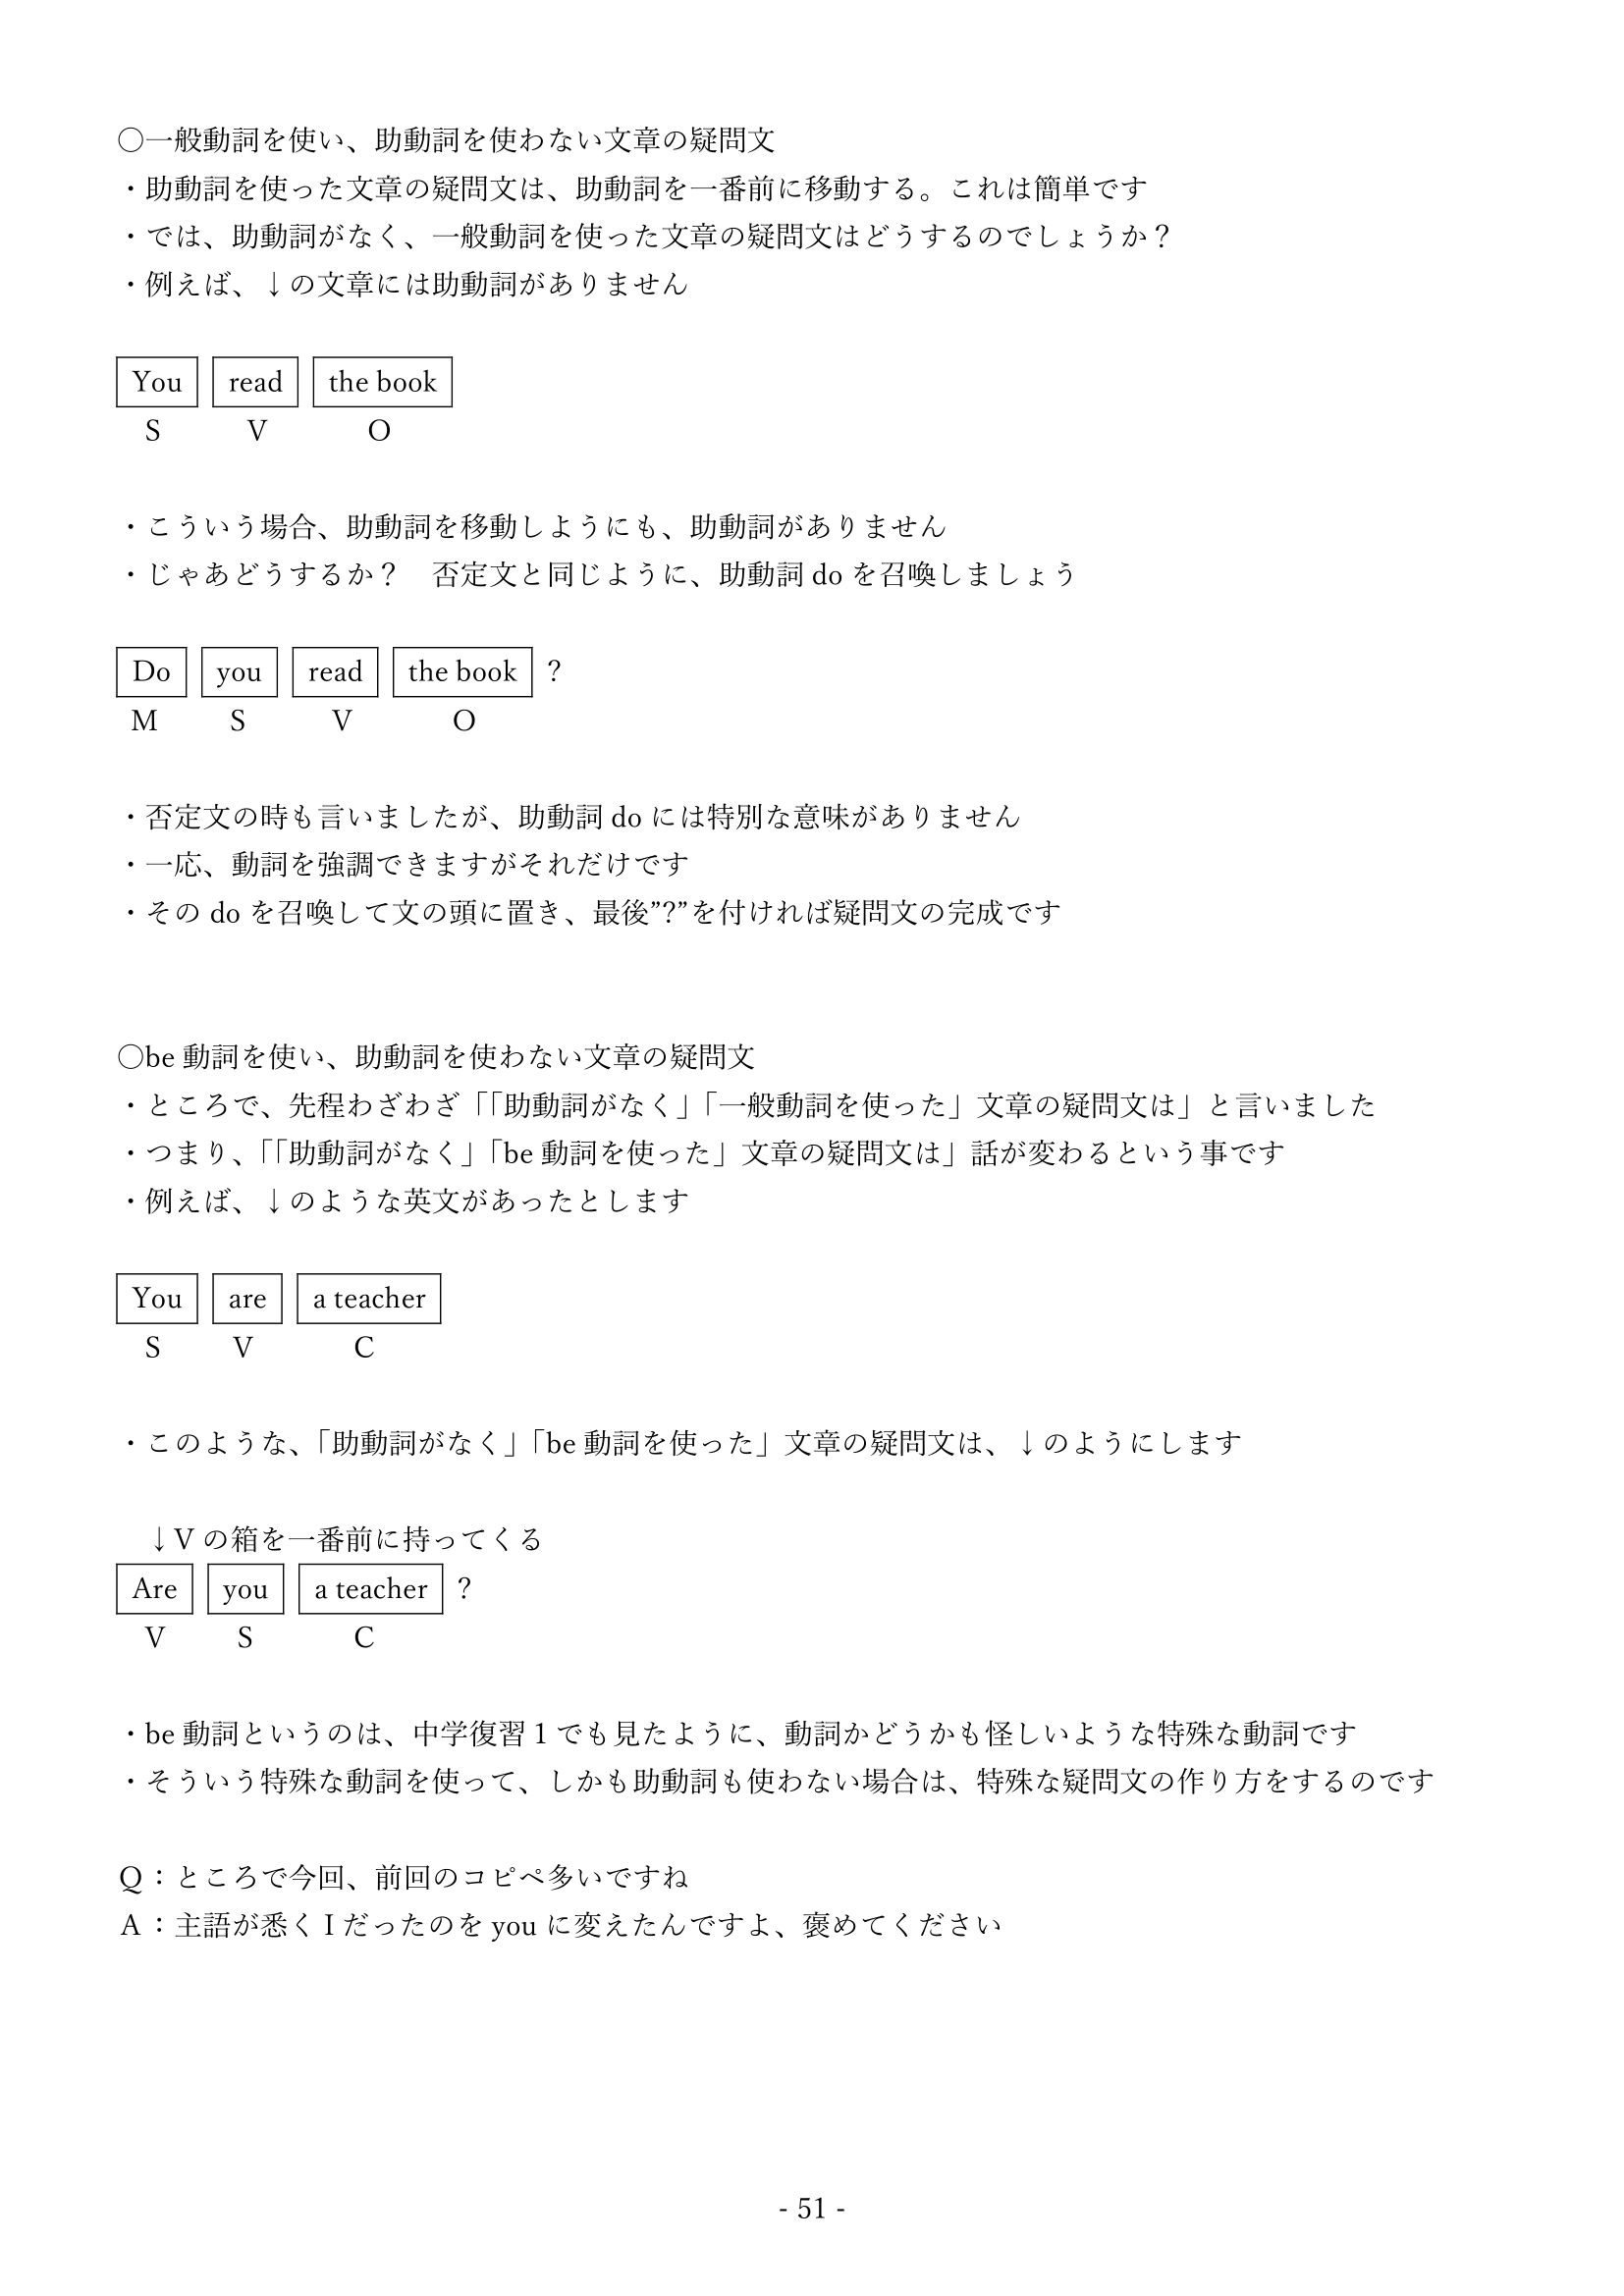 ○一般動詞を使い、助動詞を使わない文章の疑問文
・助動詞を使った文章の疑問文は、助動詞を一番前に移動する。これは簡単です
・では、助動詞がなく、一般動詞を使った文章の疑問文はどうするのでしょうか？
・例えば、↓の文章には助動詞がありません
You read the book
S V O
・こういう場合、助動詞を移動しようにも、助動詞がありません
・じゃあどうするか？　否定文と同じように、助動詞 do を召喚しましょう
Do you read the book ?
M S V O
・否定文の時も言いましたが、助動詞 do には特別な意味がありません
・一応、動詞を強調できますがそれだけです
・その do を召喚して文の頭に置き、最後”?”を付ければ疑問文の完成です
○be 動詞を使い、助動詞を使わない文章の疑問文
・ところで、先程わざわざ「「助動詞がなく」「一般動詞を使った」文章の疑問文は」と言いました
・つまり、「「助動詞がなく」「be 動詞を使った」文章の疑問文は」話が変わるという事です
・例えば、↓のような英文があったとします
You are a teacher
S V C
・このような、「助動詞がなく」「be 動詞を使った」文章の疑問文は、↓のようにします
↓V の箱を一番前に持ってくる
Are you a teacher ?
V S C
・be 動詞というのは、中学復習 1 でも見たように、動詞かどうかも怪しいような特殊な動詞です
・そういう特殊な動詞を使って、しかも助動詞も使わない場合は、特殊な疑問文の作り方をするのです
Q：ところで今回、前回のコピペ多いですね
A：主語が悉く I だったのを you に変えたんですよ、褒めてください
- 51 -